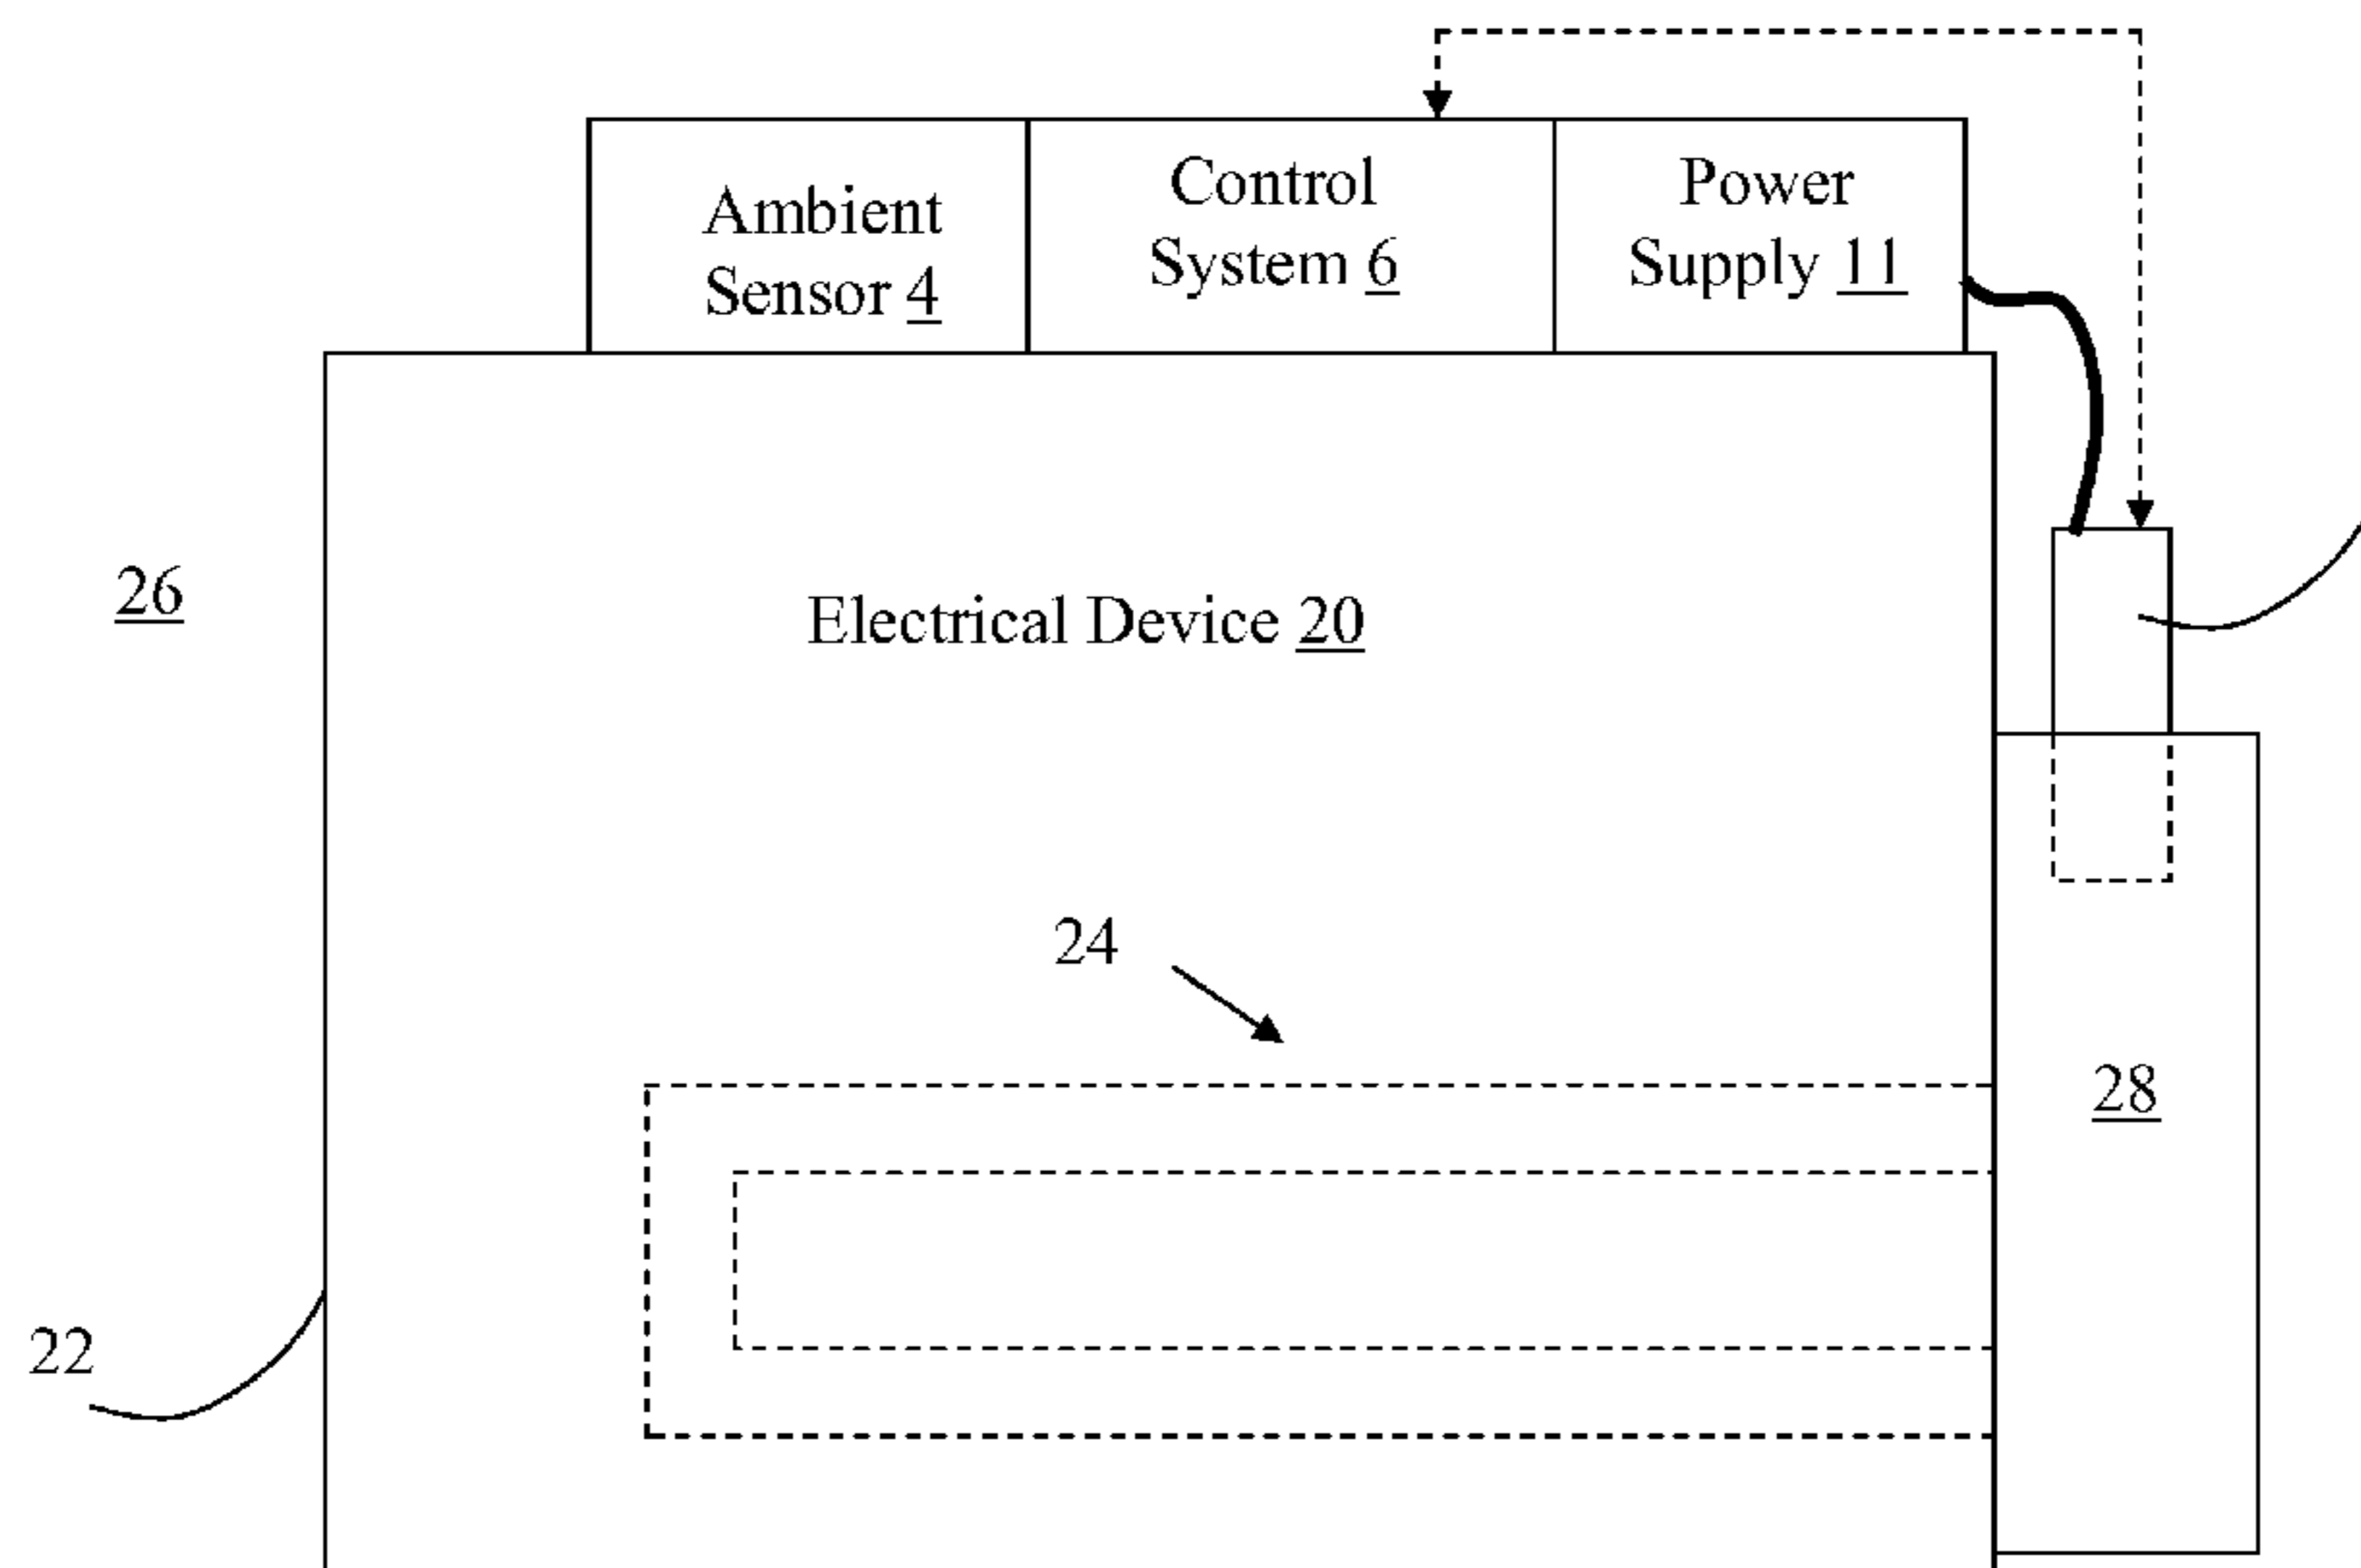 Ambient
Sensor 4
Control
System 6
Power
Supply 11
26
Electrical Device 20
24
28
22